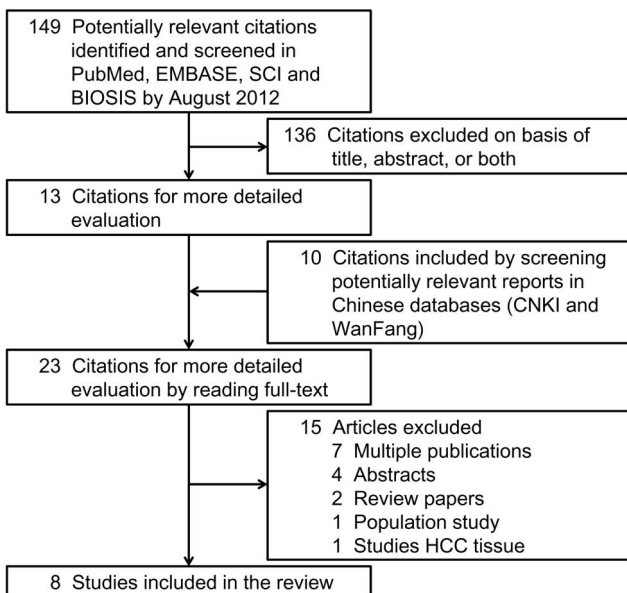 149 Potentially relevant citations
identified and screened in
PubMed, EMBASE, SCI and
BIOSIS by August 2012
136 Citations excluded on basis of
title, abstract, or both
13 Citations for more detailed
evaluation
10 Citations included by screening
potentially relevant reports in
Chinese databases (CNKI and
WanFang)
23 Citations for more detailed
evaluation by reading full-text
15 Articles excluded
7 Multiple publications
4 Abstracts
2 Review papers
1 Population study
1 Studies HCC tissue
8 Studies included in the review